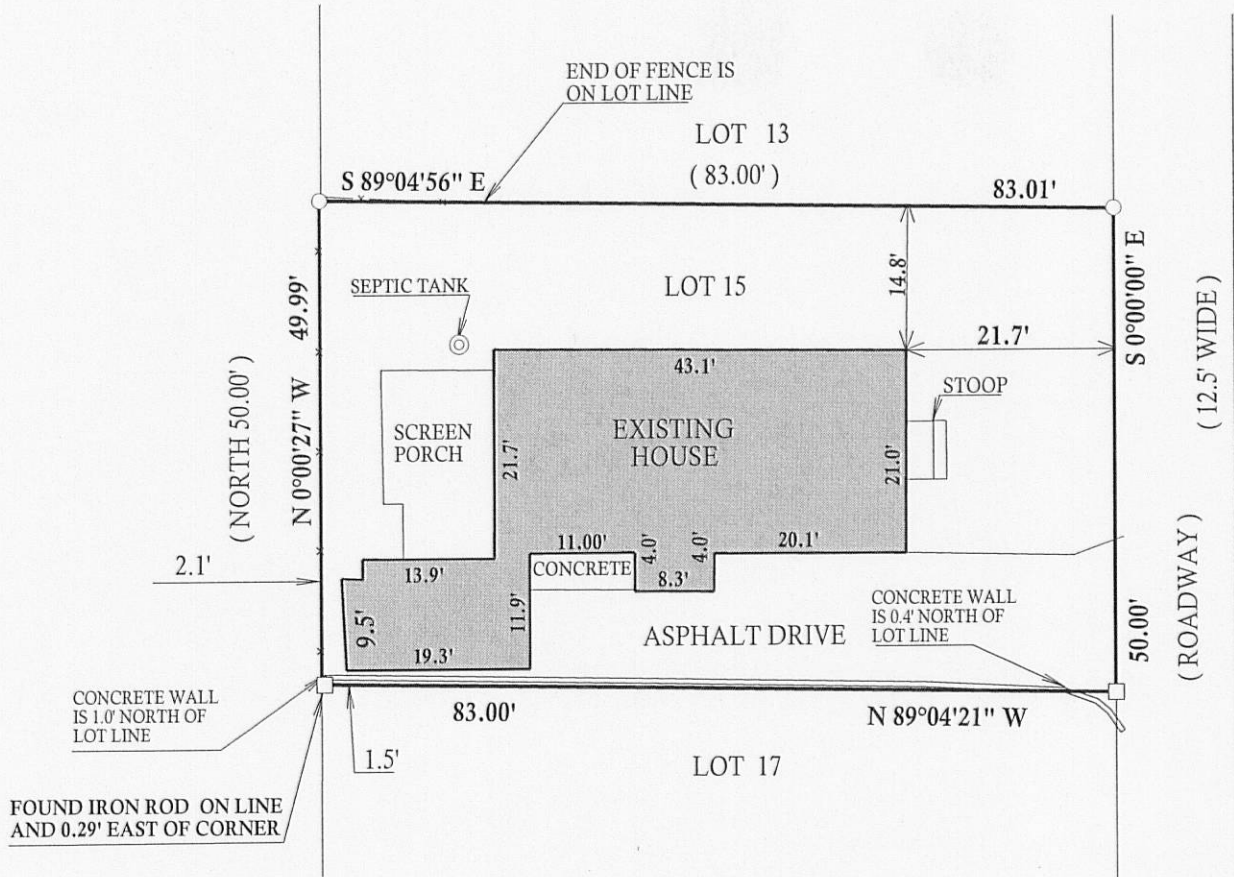 END OF FENCE IS
ON LOT LINE
LOT 13
( 83.00' )
S 89°04'56" E
83.01'
SEPTIC TANK
LOT 15
14.8'
21.7'
49.99'
N 0°00'27" W
( NORTH 50.00' )
S 0°00'00" E
( 12.5' WIDE )
43.1'
STOOP
SCREEN
PORCH
21.7'
EXISTING
HOUSE
21.0'
11.00'
4.0'
4.0'
20.1'
CONCRETE
8.3'
2.1'
13.9'
9.5'
11.9'
19.3'
ASPHALT DRIVE
CONCRETE WALL
IS 0.4' NORTH OF
LOT LINE
50.00'
( ROADWAY )
CONCRETE WALL
IS 1.0' NORTH OF
LOT LINE
83.00'
N 89°04'21" W
1.5'
LOT 17
FOUND IRON ROD ON LINE
AND 0.29' EAST OF CORNER